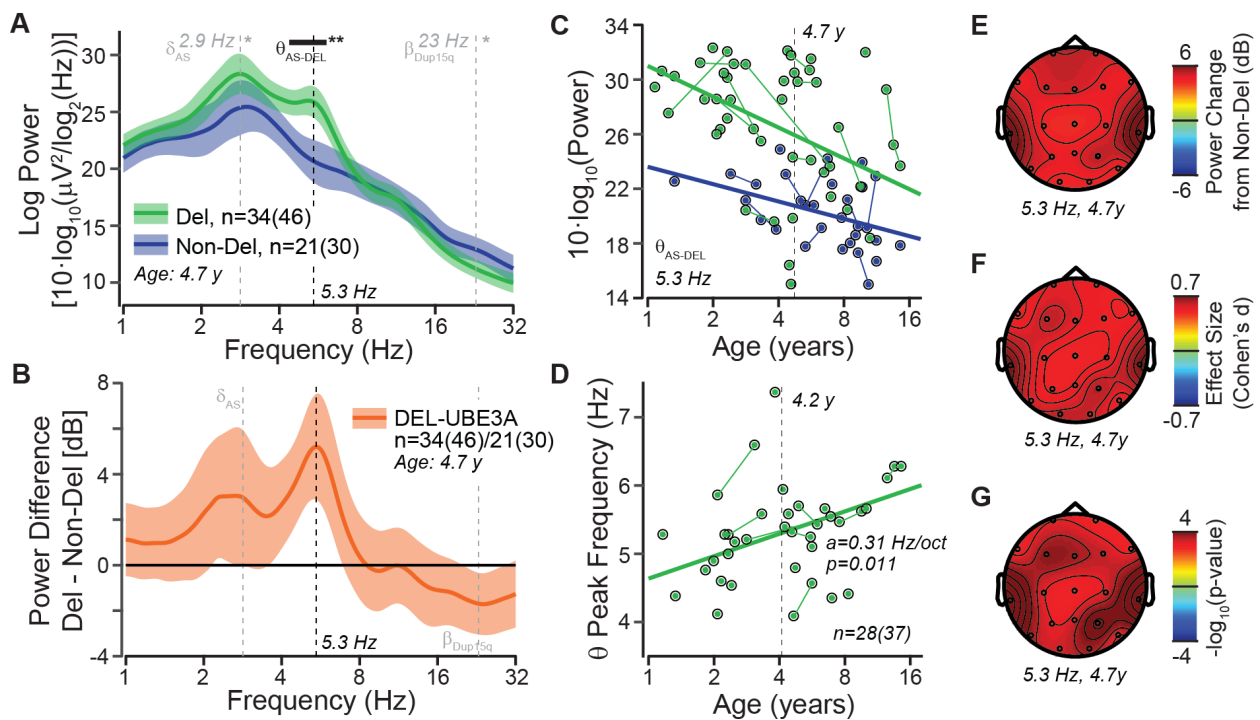 A
δAS 2.9 Hz *
θAS-DEL **
βDup15q 23 Hz *
Log Power
[10·log10(μV2/log2(Hz))]
30
25
20
15
10
Del, n=34(46)
Non-Del, n=21(30)
Age: 4.7 y
5.3 Hz
1 2 4 8 16 32
Frequency (Hz)
B
Power Difference
Del - Non-Del [dB]
8
4
0
-4
δAS
DEL-UBE3A
n=34(46)/21(30)
Age: 4.7 y
5.3 Hz
βDup15q
1 2 4 8 16 32
Frequency (Hz)
C
4.7 y
10·log10(Power)
34
30
26
22
18
14
θAS-DEL
5.3 Hz
1 2 4 8 16
Age (years)
D
4.2 y
θ Peak Frequency (Hz)
7
6
5
4
a=0.31 Hz/oct
p=0.011
n=28(37)
1 2 4 8 16
Age (years)
E
6
-6
Power Change
from Non-Del (dB)
5.3 Hz, 4.7y
F
0.7
-0.7
Effect Size
(Cohen's d)
5.3 Hz, 4.7y
G
4
-4
-log10(p-value)
5.3 Hz, 4.7y